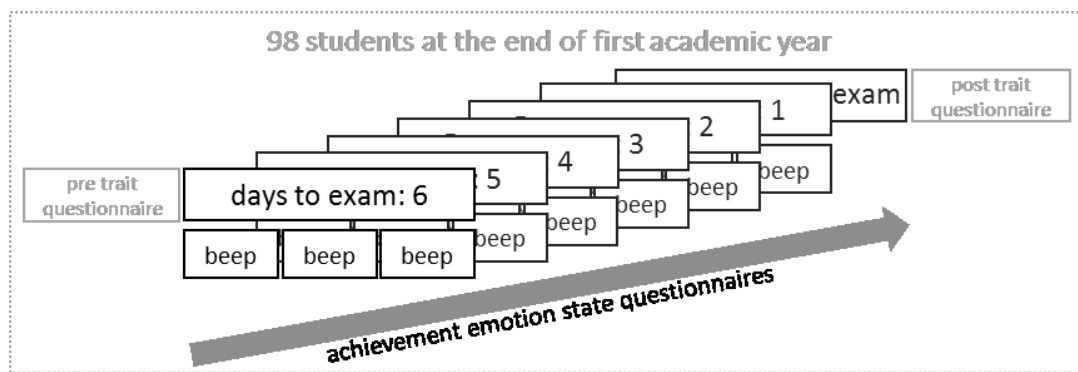 98 students at the end of first academic year
exam
post trait
questionnaire
1
2
3
beep
4
beep
: 5
beep
pre trait
questionnaire
days to exam: 6
beep
beep
beep
beep
beep
achievement emotion state questionnaires